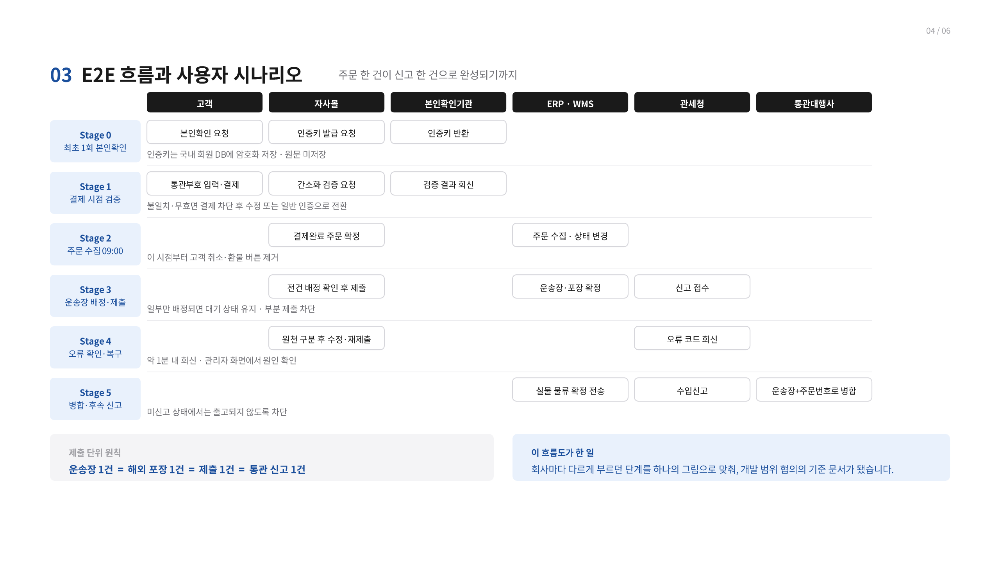 04 / 06
03 E2E 흐름과 사용자 시나리오 주문 한 건이 신고 한 건으로 완성되기까지
고객 자사몰 본인확인기관 ERP · WMS 관세청 통관대행사
Stage 0
최초 1회 본인확인
본인확인 요청 인증키 발급 요청 인증키 반환
인증키는 국내 회원 DB에 암호화 저장 · 원문 미저장
Stage 1
결제 시점 검증
통관부호 입력·결제 간소화 검증 요청 검증 결과 회신
불일치·무효면 결제 차단 후 수정 또는 일반 인증으로 전환
Stage 2
주문 수집 09:00
결제완료 주문 확정 주문 수집 · 상태 변경
이 시점부터 고객 취소·환불 버튼 제거
Stage 3
운송장 배정·제출
전건 배정 확인 후 제출 운송장·포장 확정 신고 접수
일부만 배정되면 대기 상태 유지 · 부분 제출 차단
Stage 4
오류 확인·복구
원천 구분 후 수정·재제출 오류 코드 회신
약 1분 내 회신 · 관리자 화면에서 원인 확인
Stage 5
병합·후속 신고
실물 물류 확정 전송 수입신고 운송장+주문번호로 병합
미신고 상태에서는 출고되지 않도록 차단
제출 단위 원칙
운송장 1건 = 해외 포장 1건 = 제출 1건 = 통관 신고 1건
이 흐름도가 한 일
회사마다 다르게 부르던 단계를 하나의 그림으로 맞춰, 개발 범위 협의의 기준 문서가 됐습니다.